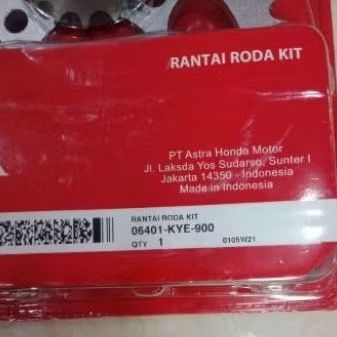 RANTAI RODA KIT
PT Astra Honda Motor
Jl. Laksda Yos Sudarso, Sunter I
Jakarta 14350 - Indonesia
Made in Indonesia
RANTAI RODA KIT
06401-KYE-900
QTY 1 0105W21